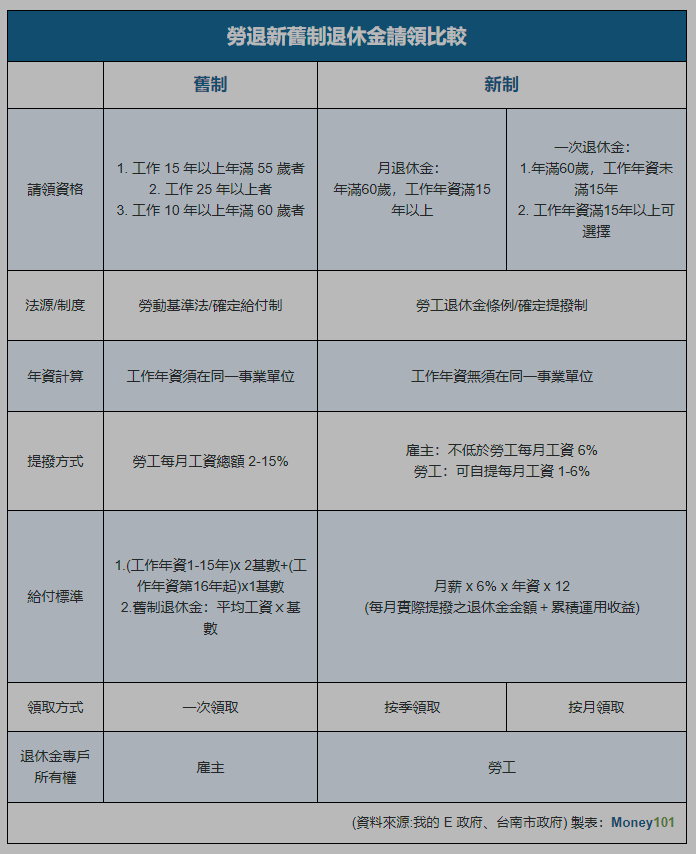 勞退新舊制退休金請領比較
舊制
新制
請領資格
1. 工作 15 年以上年滿 55 歲者
2. 工作 25 年以上者
3. 工作 10 年以上年滿 60 歲者
月退休金：
年滿60歲，工作年資滿15
年以上
一次退休金：
1.年滿60歲，工作年資未
滿15年
2. 工作年資滿15年以上可
選擇
法源/制度
勞動基準法/確定給付制
勞工退休金條例/確定提撥制
年資計算
工作年資須在同一事業單位
工作年資無須在同一事業單位
提撥方式
勞工每月工資總額 2-15%
雇主：不低於勞工每月工資 6%
勞工：可自提每月工資 1-6%
給付標準
1.(工作年資1-15年)x 2基數+(工
作年資第16年起)x1基數
2.舊制退休金：平均工資 x 基
數
月薪 x 6% x 年資 x 12
(每月實際提撥之退休金金額＋累積運用收益)
領取方式
一次領取
按季領取
按月領取
退休金專戶
所有權
雇主
勞工
(資料來源:我的 E 政府、台南市政府) 製表：Money101